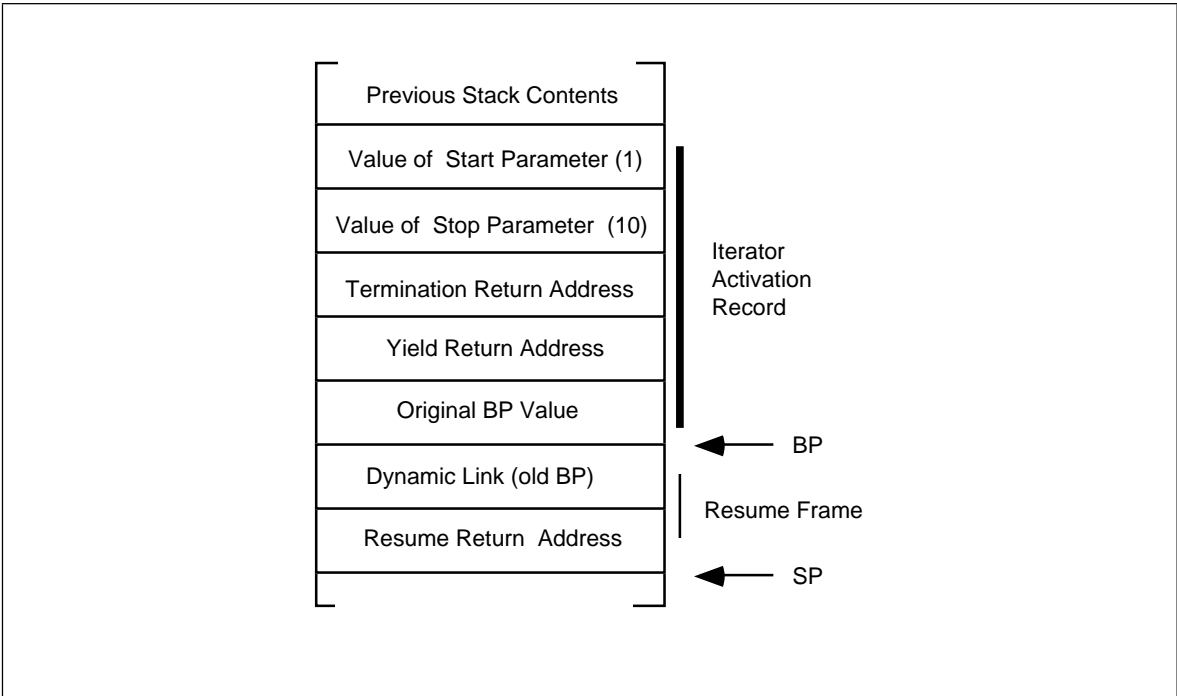 Previous Stack Contents
Value of Start Parameter (1)
Value of Stop Parameter (10)
Termination Return Address
Yield Return Address
Original BP Value
Dynamic Link (old BP)
Resume Return Address
Iterator
Activation
Record
BP
Resume Frame
SP